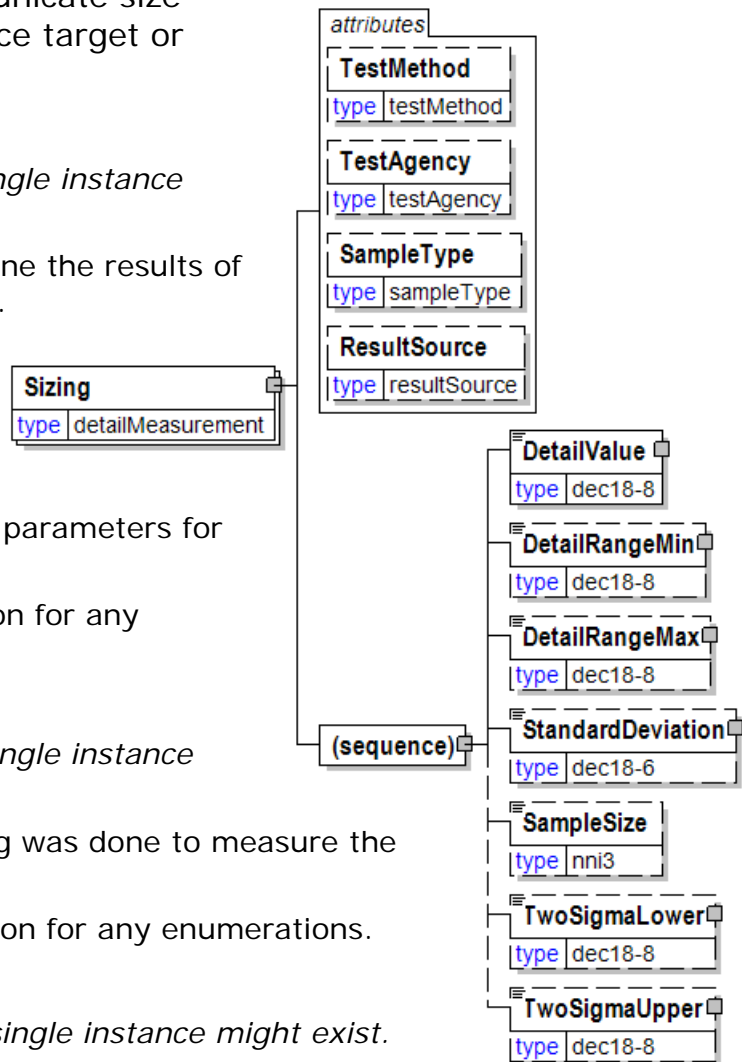 unicate size
ce target or
ngle instance
ne the results of
.
parameters for
on for any
ngle instance
g was done to measure the
on for any enumerations.
single instance might exist.
attributes
TestMethod
type testMethod
TestAgency
type testAgency
SampleType
type sampleType
ResultSource
type resultSource
Sizing
type detailMeasurement
(sequence)
DetailValue
type dec18-8
DetailRangeMin
type dec18-8
DetailRangeMax
type dec18-8
StandardDeviation
type dec18-6
SampleSize
type nni3
TwoSigmaLower
type dec18-8
TwoSigmaUpper
type dec18-8